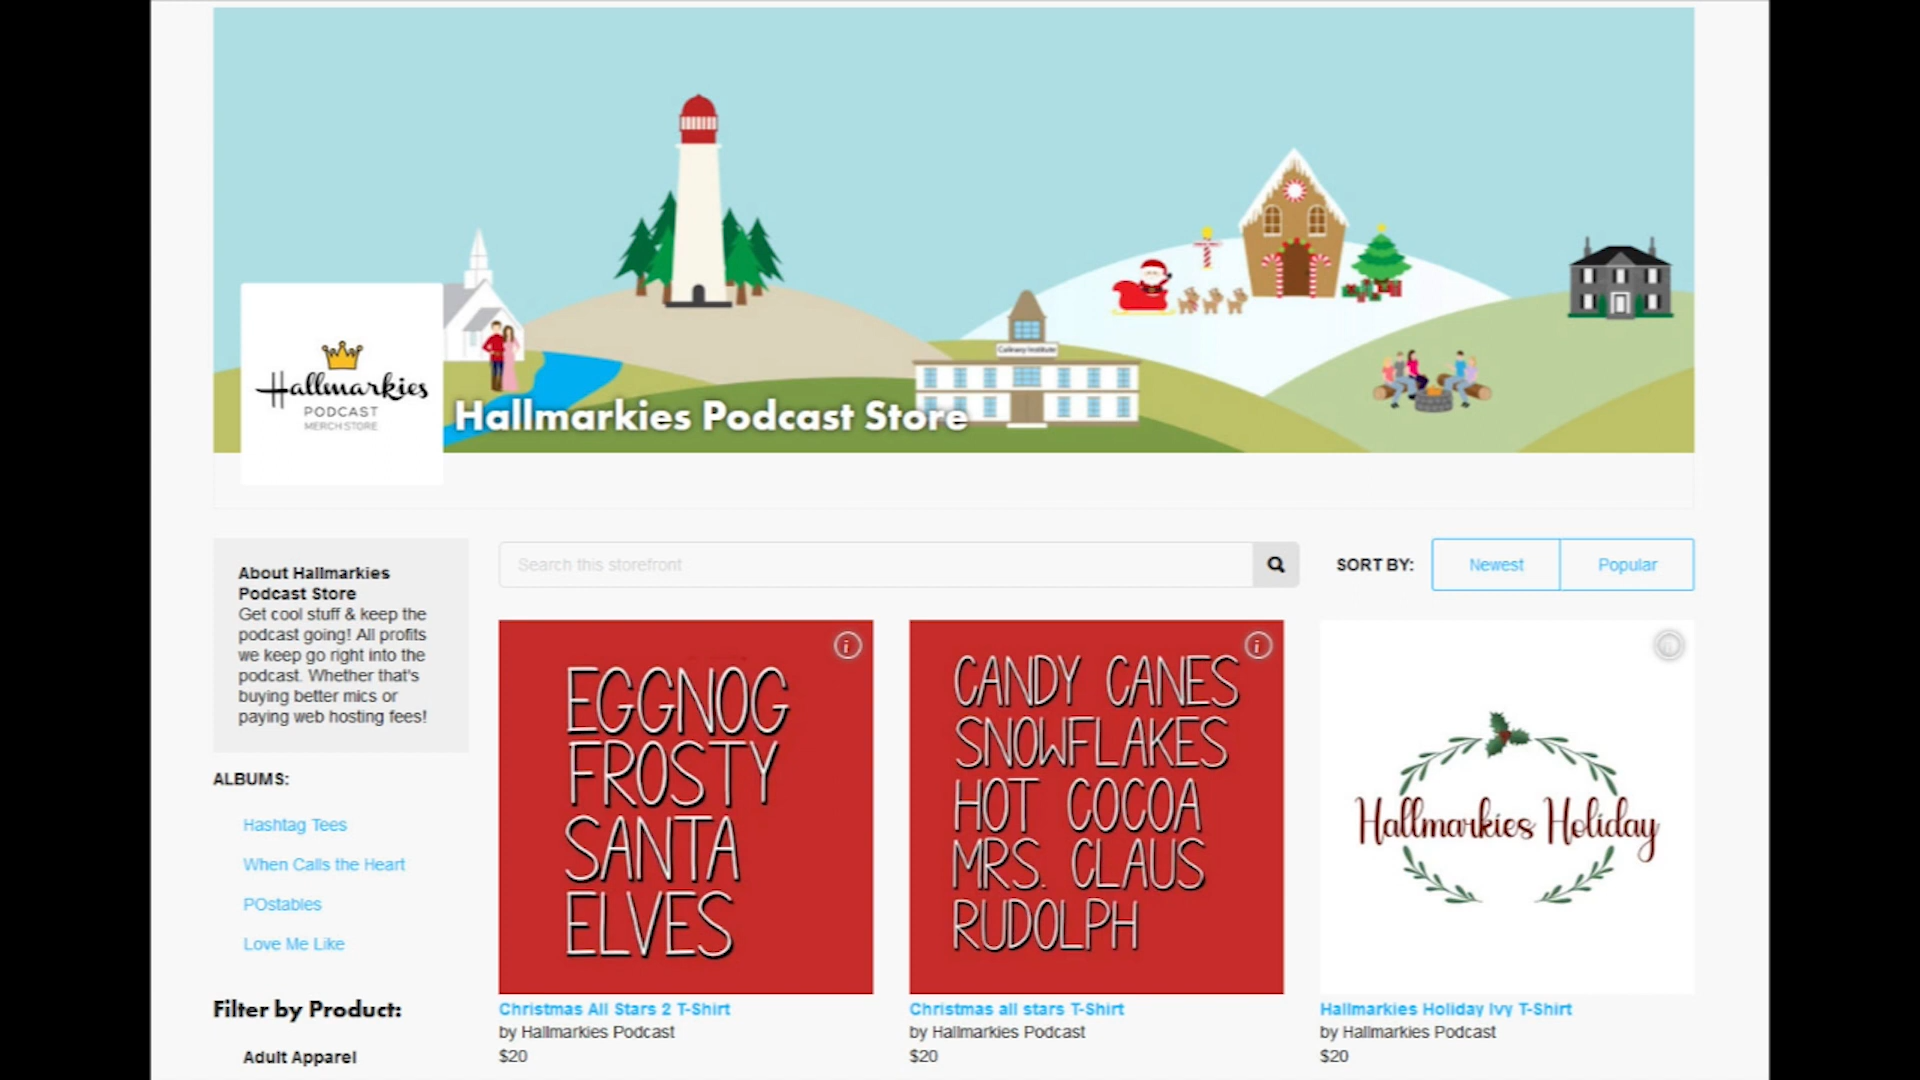 Culinary Institute
Hallmarkies
PODCAST
MERCH STORE
Hallmarkies Podcast Store
About Hallmarkies
Podcast Store
Get cool stuff & keep the
podcast going! All profits
we keep go right into the
podcast. Whether that's
buying better mics or
paying web hosting fees!
Search this storefront
SORT BY:
Newest
Popular
ALBUMS:
Hashtag Tees
When Calls the Heart
POstables
Love Me Like
Filter by Product:
Adult Apparel
i
EGGNOG
FROSTY
SANTA
ELVES
Christmas All Stars 2 T-Shirt
by Hallmarkies Podcast
$20
i
CANDY CANES
SNOWFLAKES
HOT COCOA
MRS. CLAUS
RUDOLPH
Christmas all stars T-Shirt
by Hallmarkies Podcast
$20
i
Hallmarkies Holiday
Hallmarkies Holiday Ivy T-Shirt
by Hallmarkies Podcast
$20